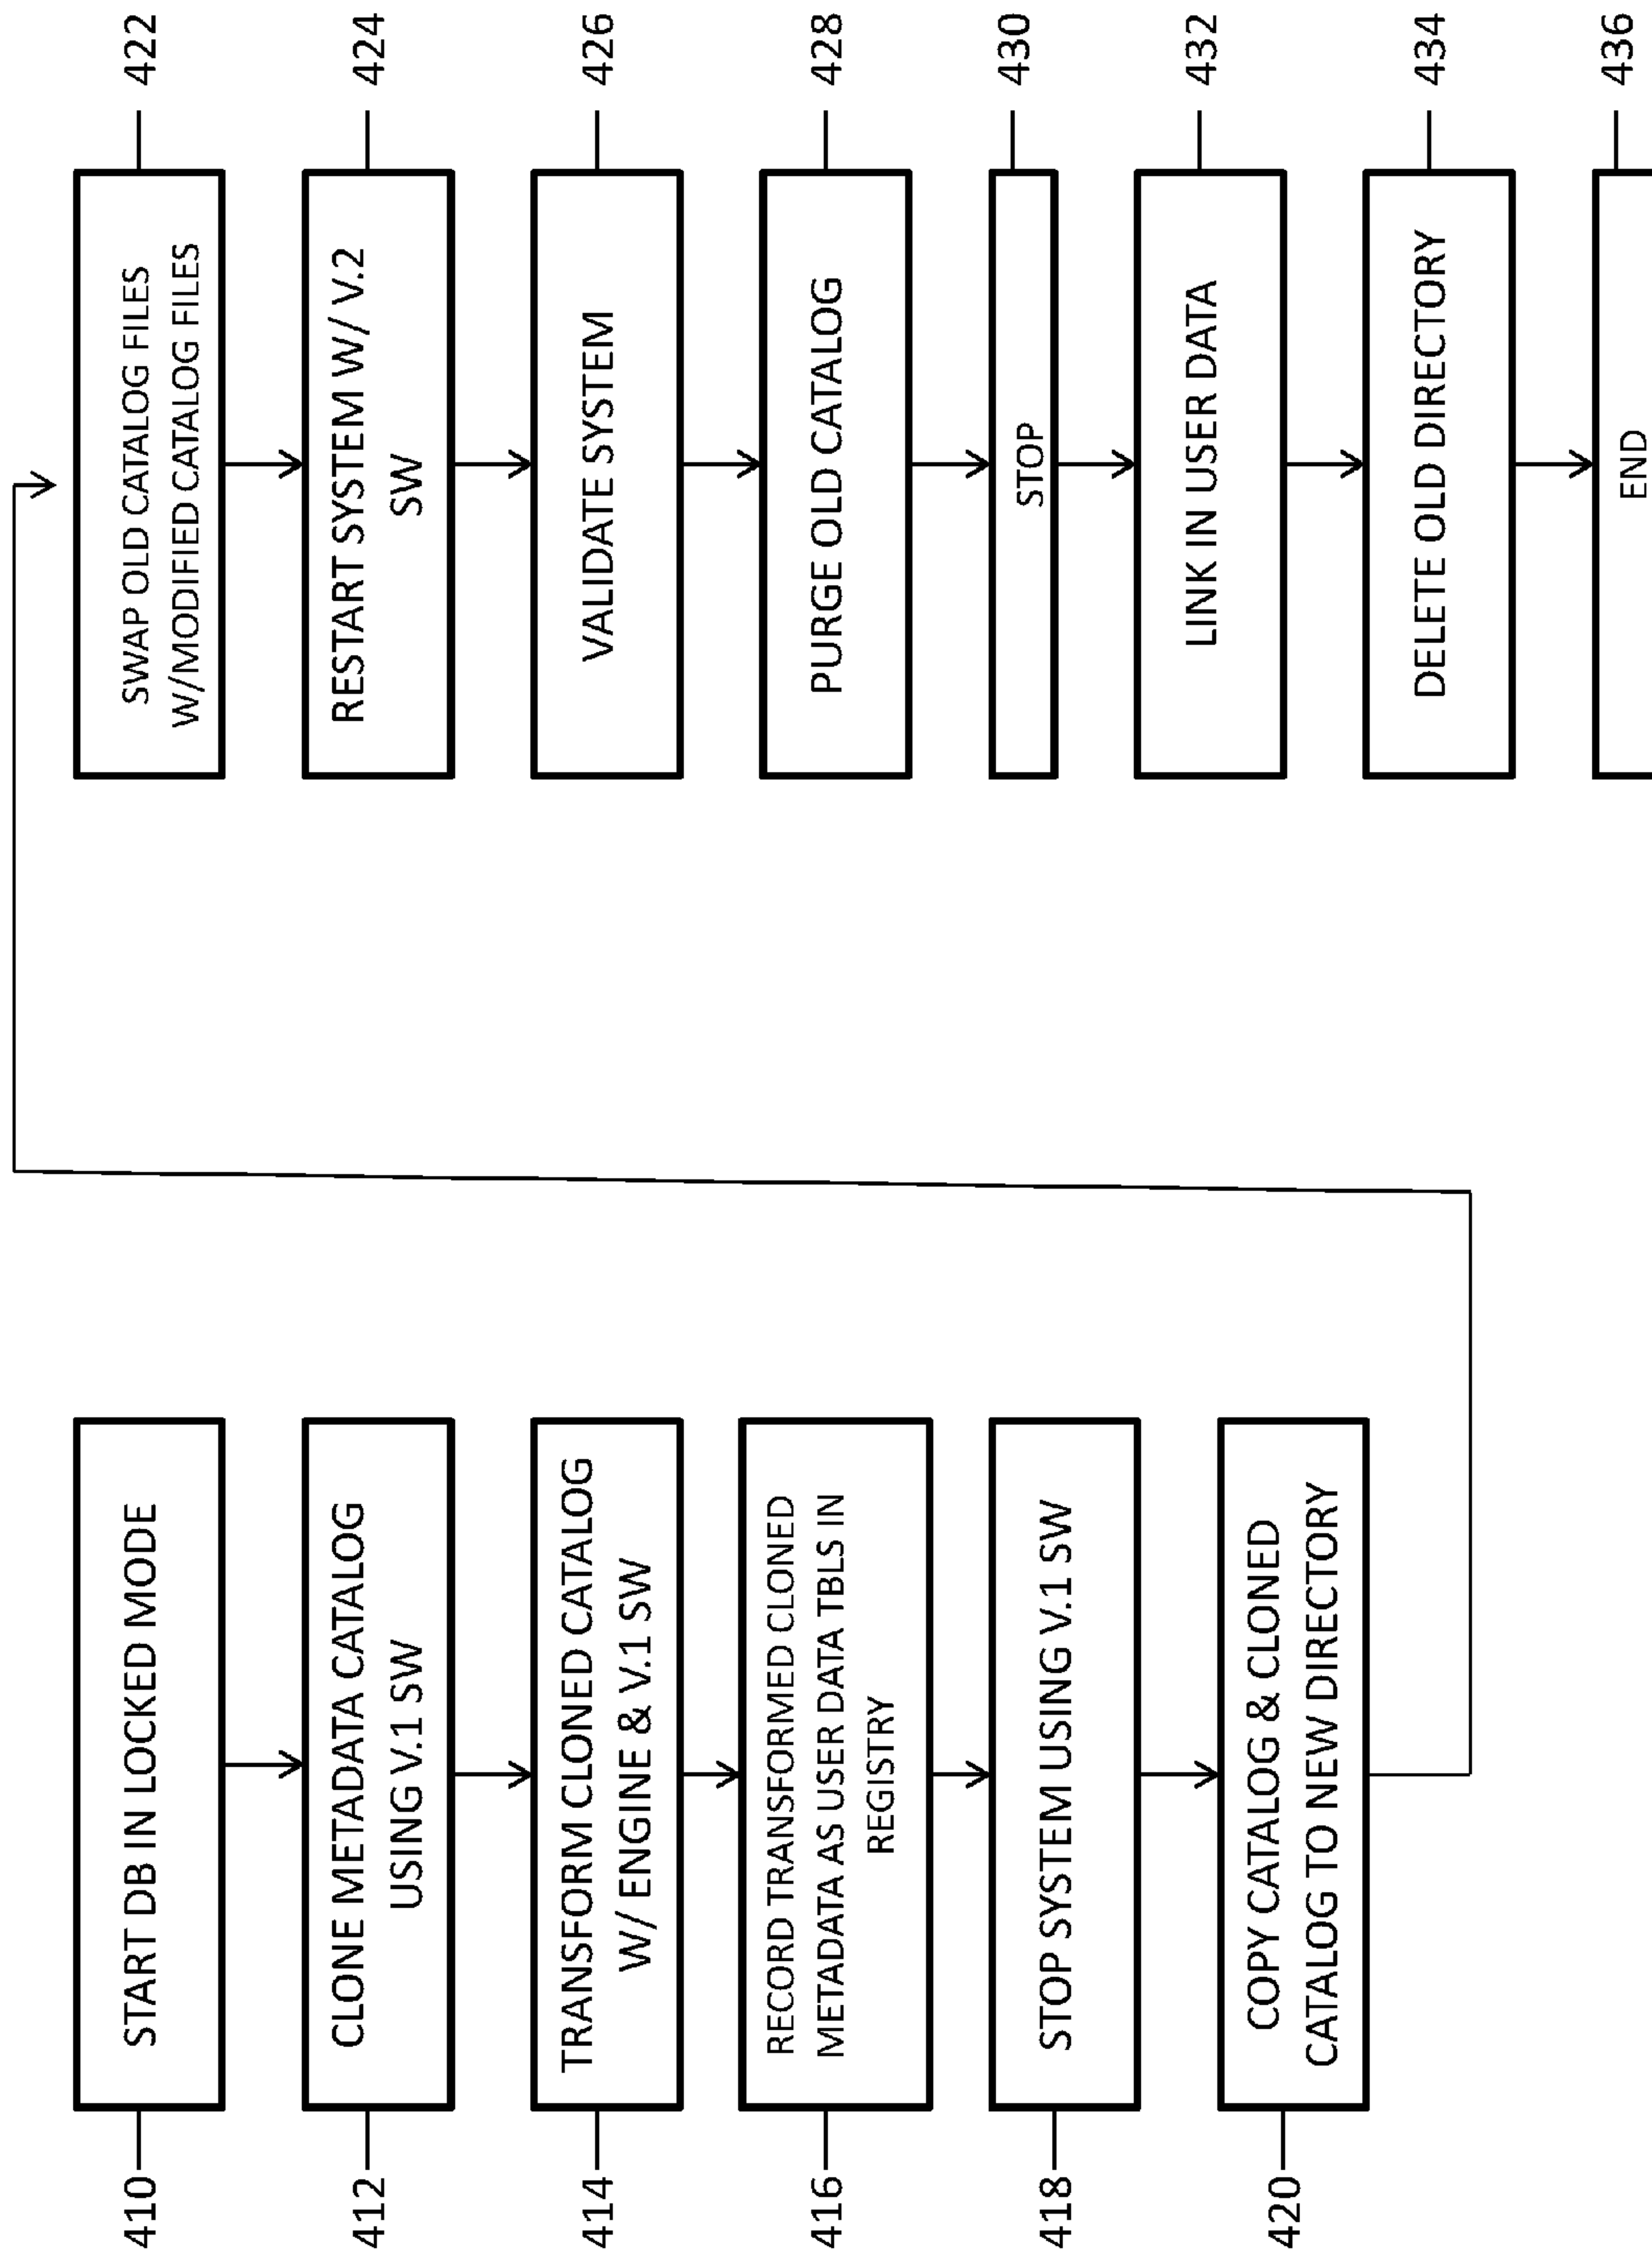 410
START DB IN LOCKED MODE
412
CLONE METADATA CATALOG
USING V.1 SW
414
TRANSFORM CLONED CATALOG
W/ ENGINE & V.1 SW
416
RECORD TRANSFORMED CLONED
METADATA AS USER DATA TBLS IN
REGISTRY
418
STOP SYSTEM USING V.1 SW
420
COPY CATALOG & CLONED
CATALOG TO NEW DIRECTORY
SWAP OLD CATALOG FILES
W/MODIFIED CATALOG FILES
422
RESTART SYSTEM W/ V.2
SW
424
VALIDATE SYSTEM
426
PURGE OLD CATALOG
428
STOP
430
LINK IN USER DATA
432
DELETE OLD DIRECTORY
434
END
436